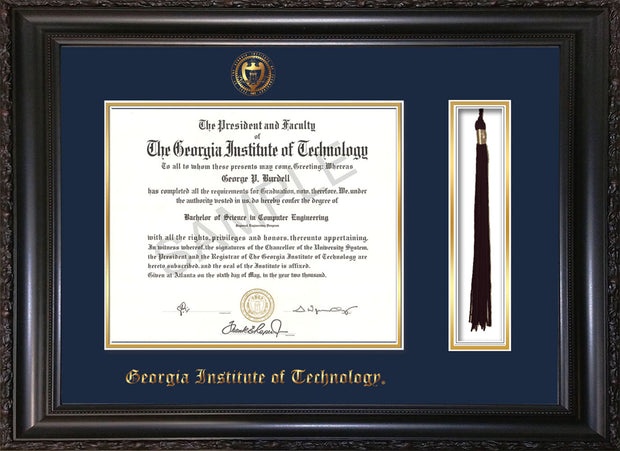 The President and Faculty
of
The Georgia Institute of Technology
To all to whom these presents may come, Greeting: Whereas
George P. Burdell
has completed all the requirements for Graduation, now, therefore, We, under
the authority vested in us, do hereby confer the degree of
Bachelor of Science in Computer Engineering
Regents Engineering Program
with all the rights, privileges and honors, thereunto appertaining.
In witness whereof, the signatures of the Chancellor of the University System,
the President and the Registrar of The Georgia Institute of Technology are
hereto subscribed, and the seal of the Institute is affixed.
Given at Atlanta on the sixth day of May, in the year two thousand.
SAMPLE
Georgia Institute of Technology®